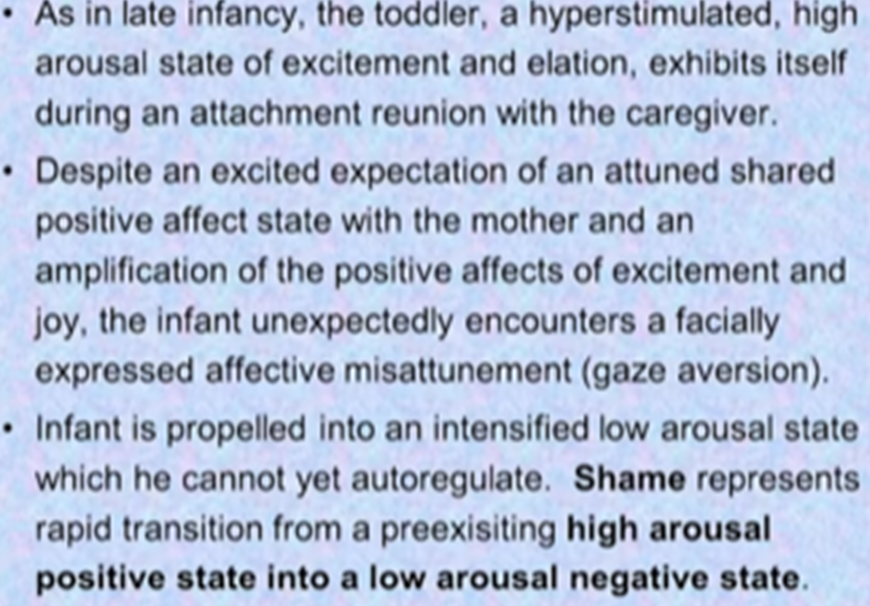 • As in late infancy, the toddler, a hyperstimulated, high
arousal state of excitement and elation, exhibits itself
during an attachment reunion with the caregiver.
• Despite an excited expectation of an attuned shared
positive affect state with the mother and an
amplification of the positive affects of excitement and
joy, the infant unexpectedly encounters a facially
expressed affective misattunement (gaze aversion).
• Infant is propelled into an intensified low arousal state
which he cannot yet autoregulate.  Shame represents
rapid transition from a preexisiting high arousal
positive state into a low arousal negative state.